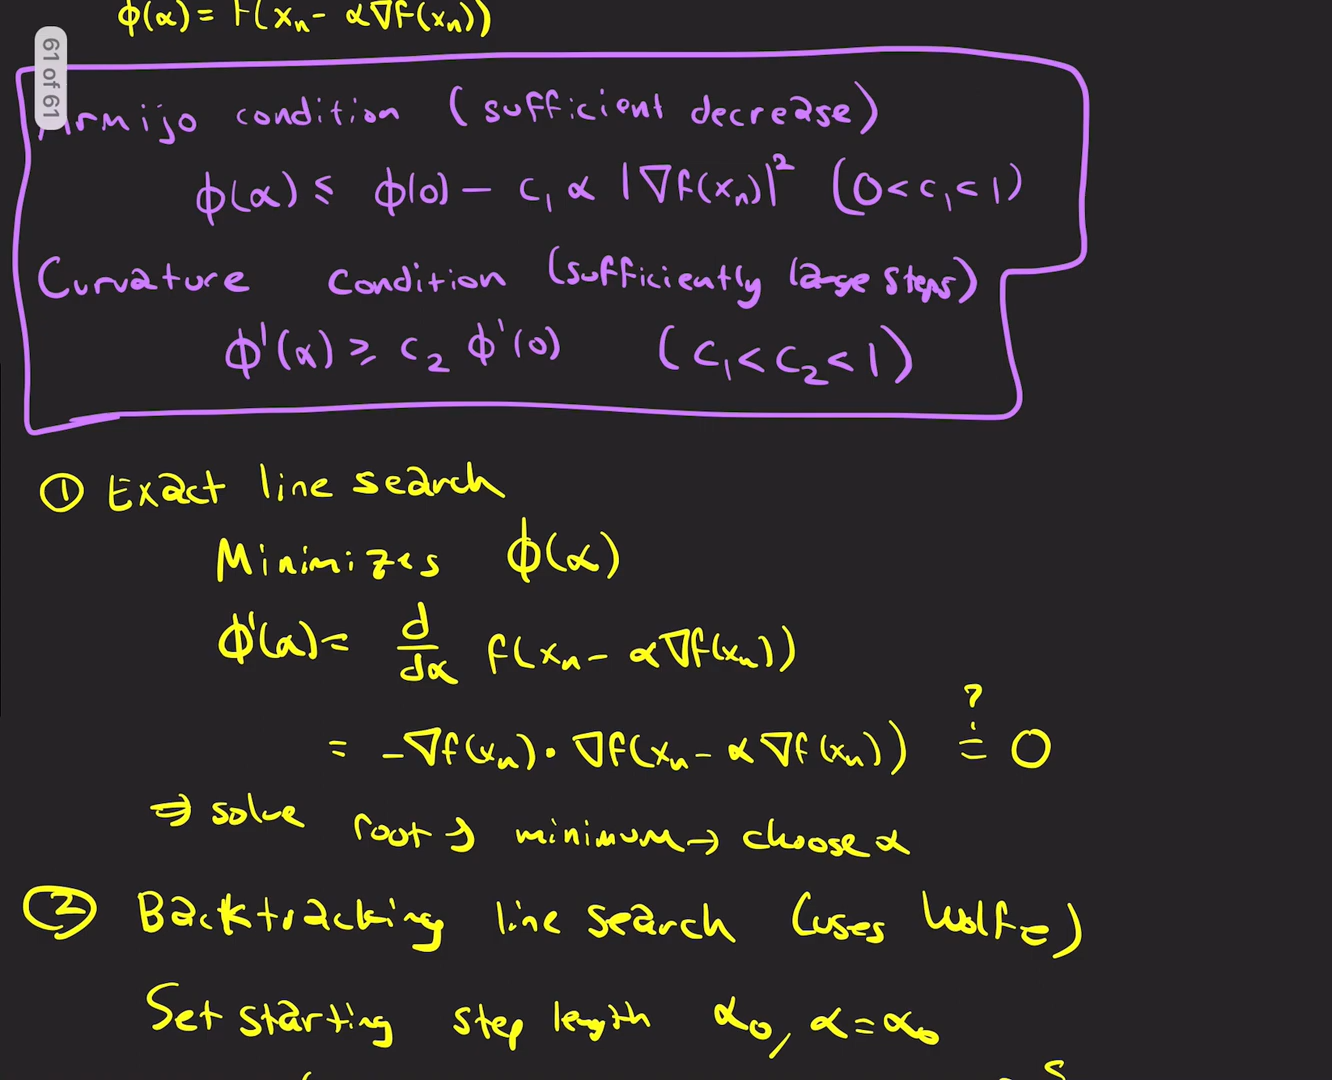 ϕ(α) = f(xₙ - α∇f(xₙ))
61 of 61
Armijo condition (sufficient decrease)
ϕ(α) ≤ ϕ(0) - c₁ α |∇f(xₙ)|² (0<c₁<1)
Curvature condition (sufficiently large steps)
ϕ'(α) ≥ c₂ ϕ'(0) (c₁<c₂<1)
① Exact line search
Minimizes ϕ(α)
ϕ'(α) = d/dα f(xₙ - α∇f(xₙ))
= -∇f(xₙ)·∇f(xₙ - α∇f(xₙ)) ?= 0
⇒ solve root → minimum → choose α
② Backtracking line search (uses Wolfe)
Set starting step length α₀, α=α₀